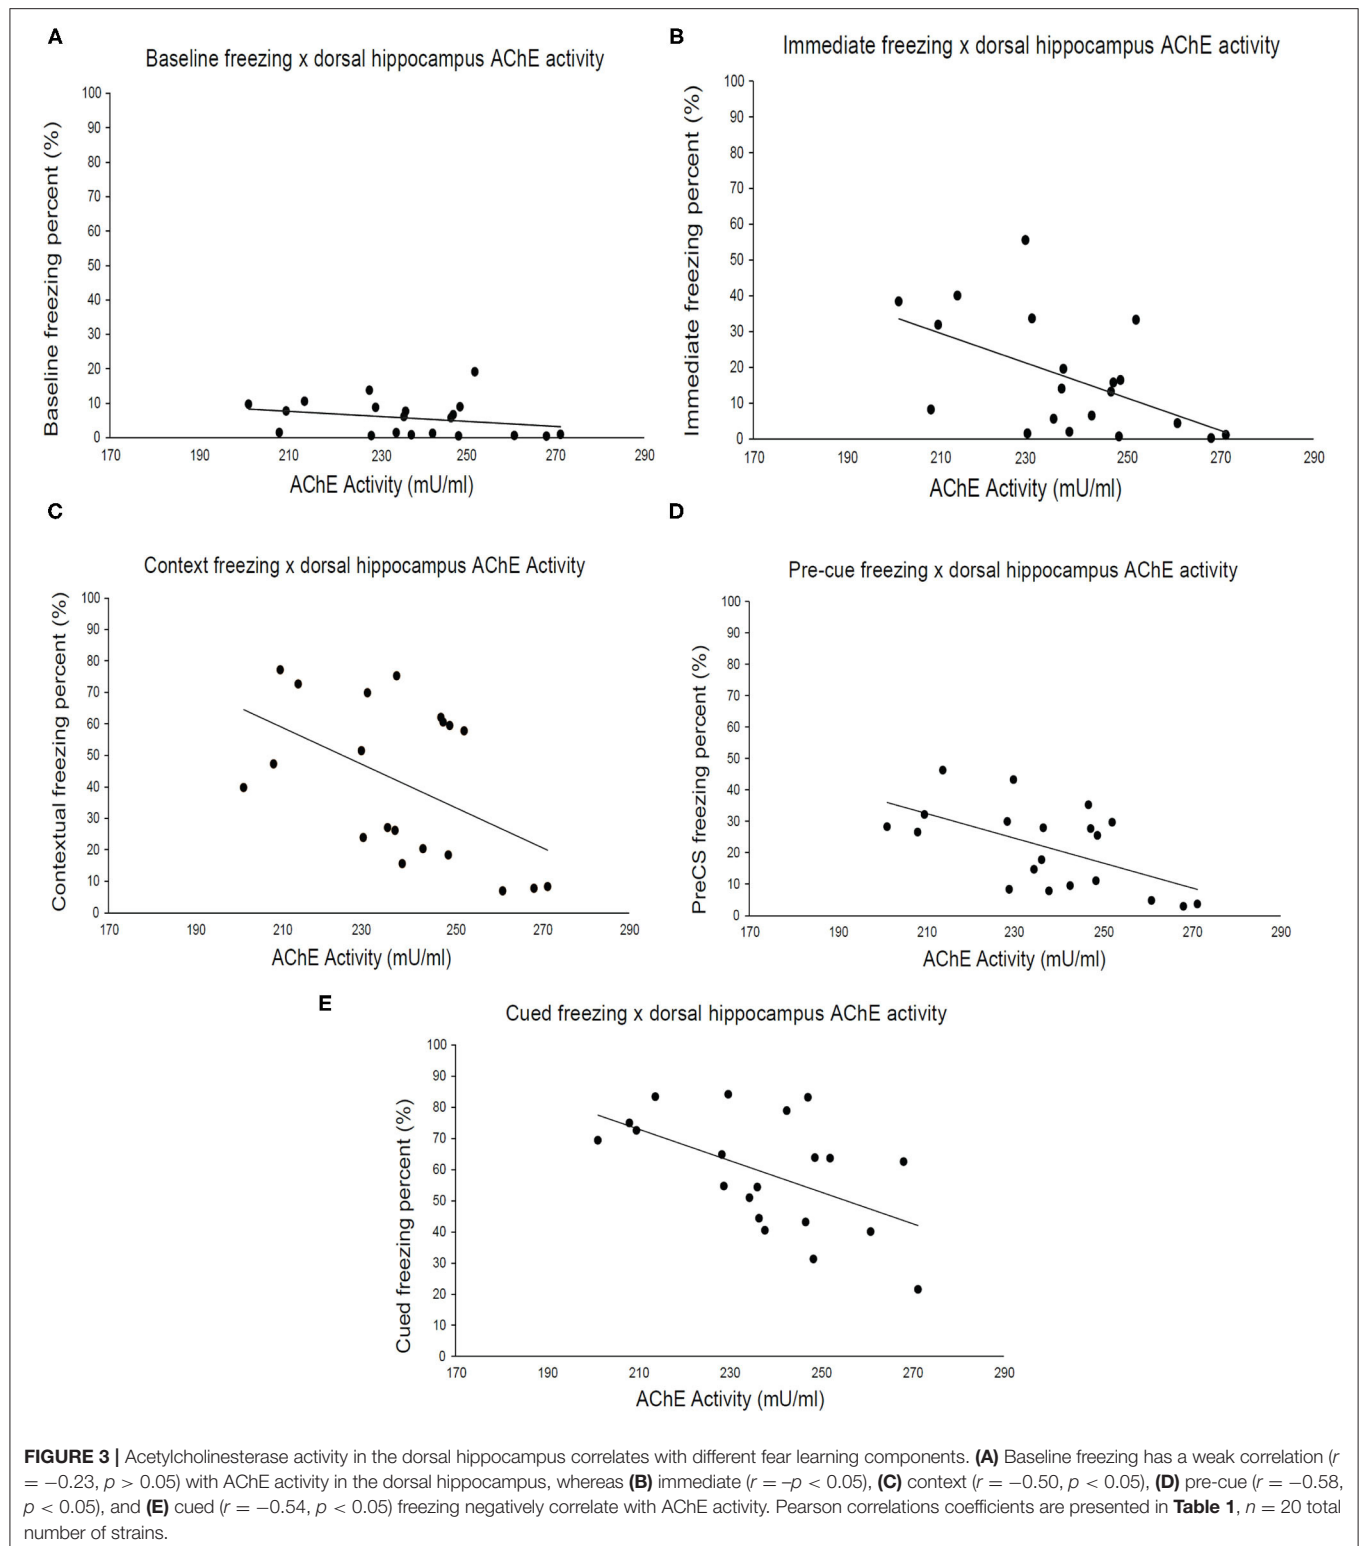 A
Baseline freezing x dorsal hippocampus AChE activity
Baseline freezing percent (%)
100
90
80
70
60
50
40
30
20
10
0
170 190 210 230 250 270 290
AChE Activity (mU/ml)
B
Immediate freezing x dorsal hippocampus AChE activity
Immediate freezing percent (%)
100
90
80
70
60
50
40
30
20
10
0
170 190 210 230 250 270 290
AChE Activity (mU/ml)
C
Context freezing x dorsal hippocampus AChE Activity
Contextual freezing percent (%)
100
90
80
70
60
50
40
30
20
10
0
170 190 210 230 250 270 290
AChE Activity (mU/ml)
D
Pre-cue freezing x dorsal hippocampus AChE activity
PreCS freezing percent (%)
100
90
80
70
60
50
40
30
20
10
0
170 190 210 230 250 270 290
AChE Activity (mU/ml)
E
Cued freezing x dorsal hippocampus AChE activity
Cued freezing percent (%)
100
90
80
70
60
50
40
30
20
10
0
170 190 210 230 250 270 290
AChE Activity (mU/ml)
FIGURE 3 | Acetylcholinesterase activity in the dorsal hippocampus correlates with different fear learning components. (A) Baseline freezing has a weak correlation (r
= −0.23, p > 0.05) with AChE activity in the dorsal hippocampus, whereas (B) immediate (r = –p < 0.05), (C) context (r = −0.50, p < 0.05), (D) pre-cue (r = −0.58,
p < 0.05), and (E) cued (r = −0.54, p < 0.05) freezing negatively correlate with AChE activity. Pearson correlations coefficients are presented in Table 1, n = 20 total
number of strains.